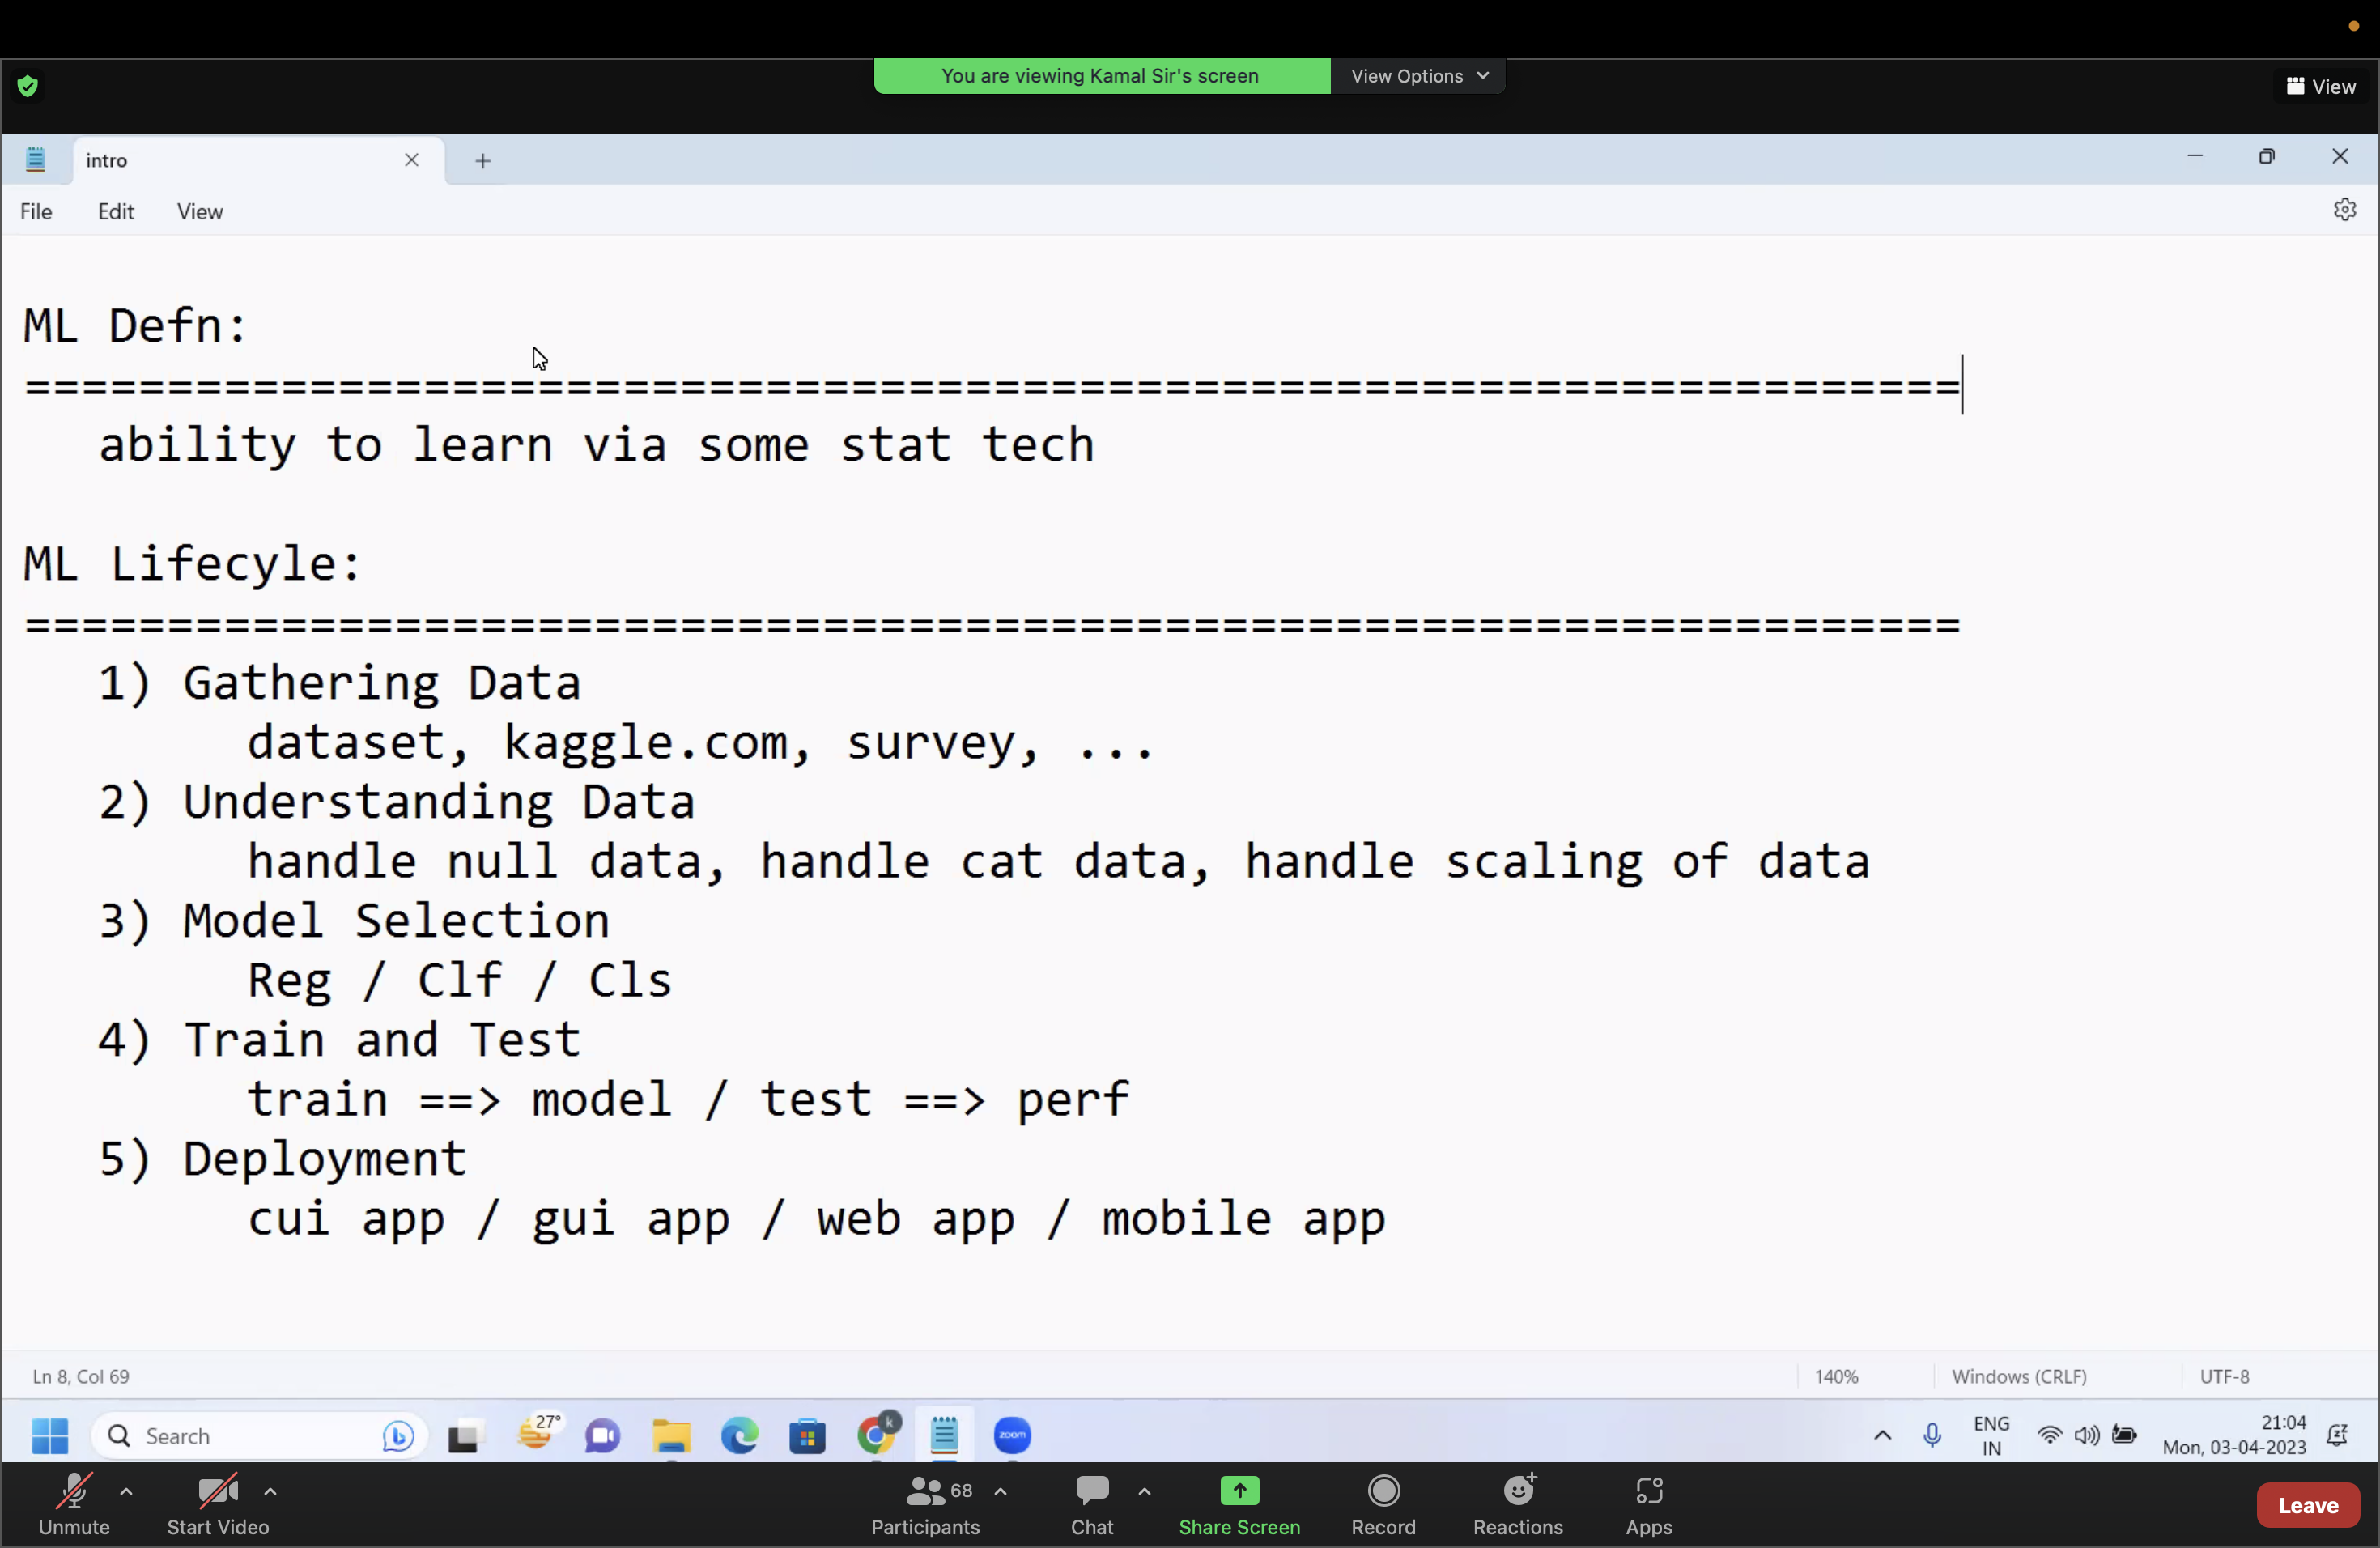 You are viewing Kamal Sir's screen View Options
View
intro
File Edit View
ML Defn:
====================================================================
ability to learn via some stat tech
ML Lifecyle:
====================================================================
1) Gathering Data
dataset, kaggle.com, survey, ...
2) Understanding Data
handle null data, handle cat data, handle scaling of data
3) Model Selection
Reg / Clf / Cls
4) Train and Test
train ==> model / test ==> perf
5) Deployment
cui app / gui app / web app / mobile app
Ln 8, Col 69 140% Windows (CRLF) UTF-8
Search 27° k zoom ENG IN 21:04
Mon, 03-04-2023
68
Unmute Start Video Participants Chat Share Screen Record Reactions Apps Leave